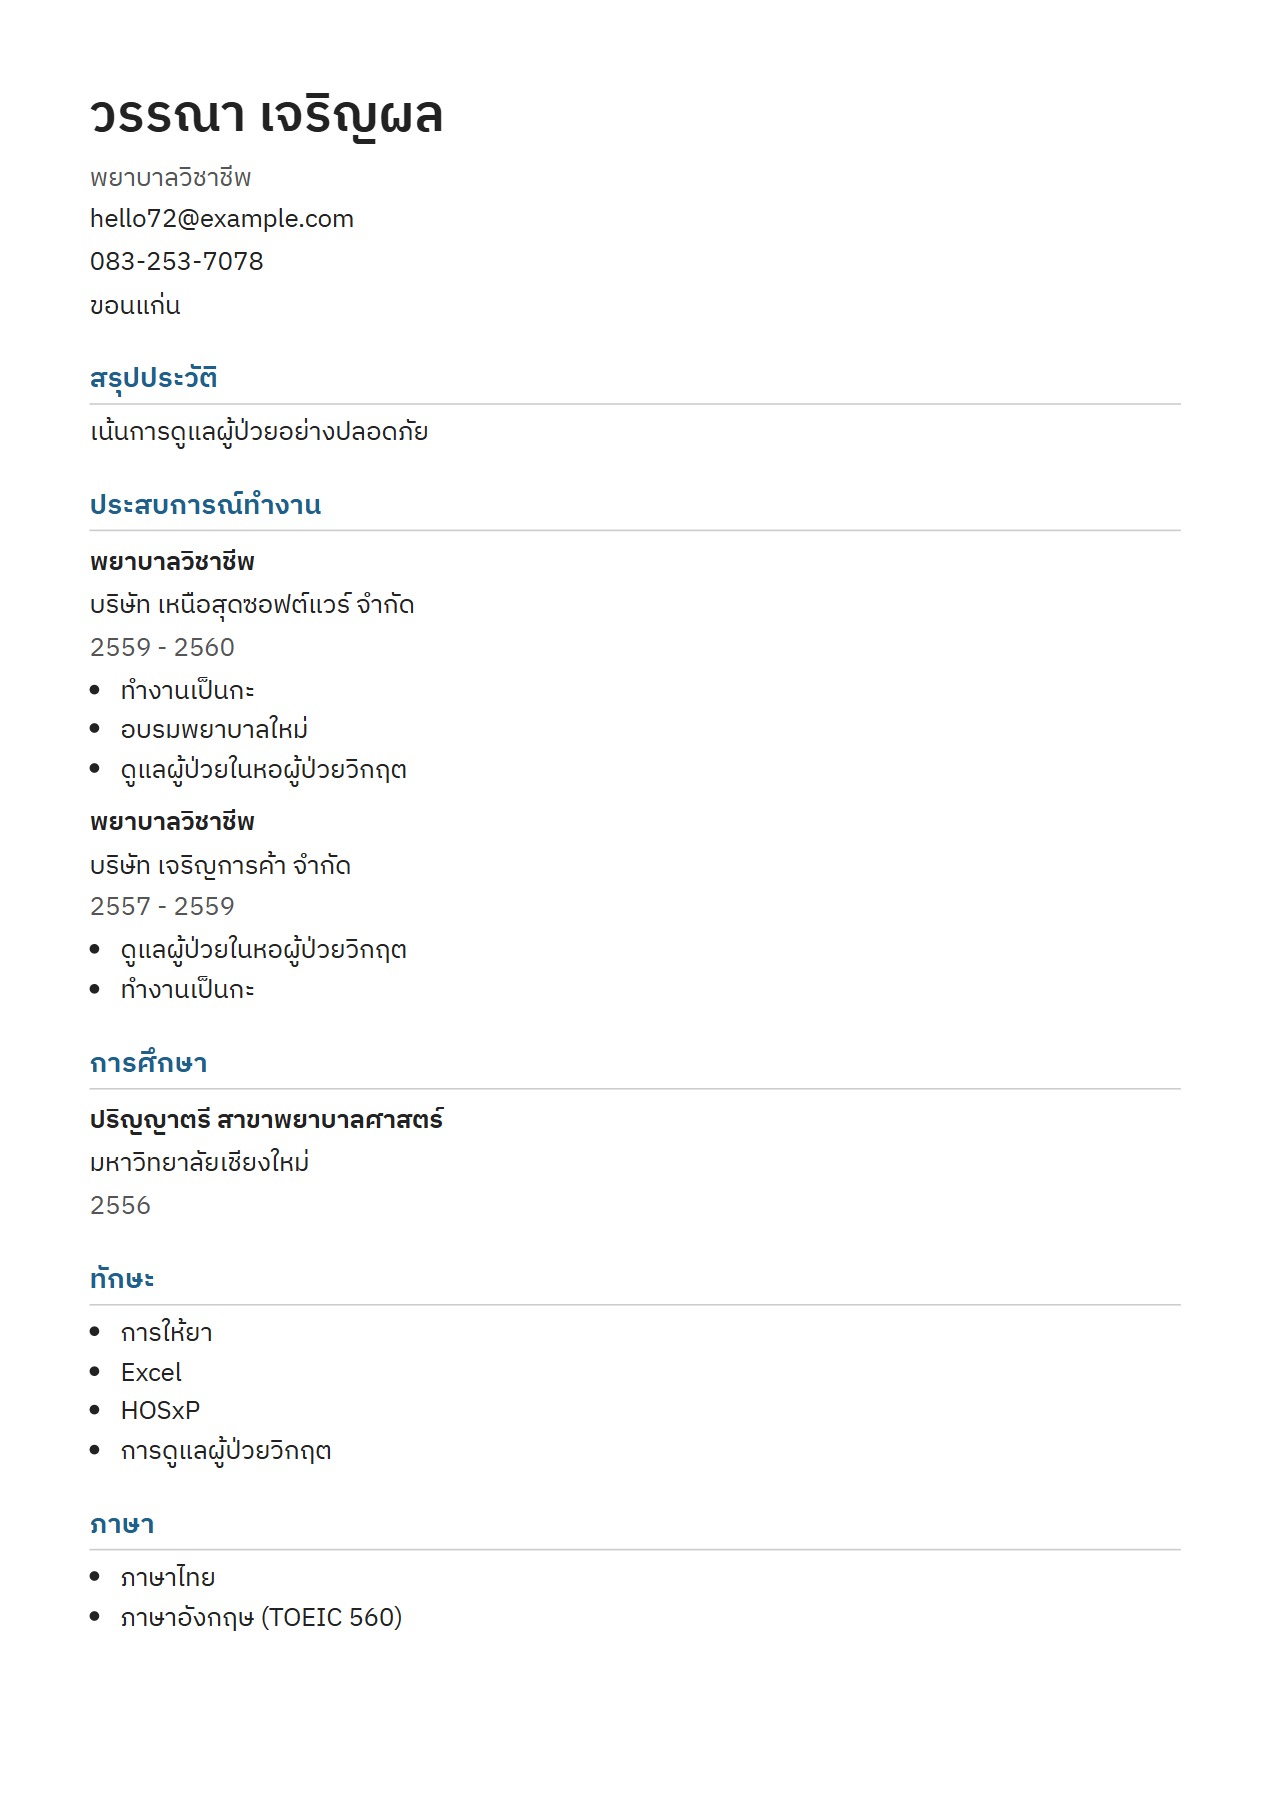 วรรณา เจริญผล
พยาบาลวิชาชีพ
hello72@example.com
083-253-7078
ขอนแก่น
สรุปประวัติ
เน้นการดูแลผู้ป่วยอย่างปลอดภัย
ประสบการณ์ทำงาน
พยาบาลวิชาชีพ
บริษัท เหนือสุดซอฟต์แวร์ จำกัด
2559 - 2560
• ทำงานเป็นกะ
• อบรมพยาบาลใหม่
• ดูแลผู้ป่วยในหอผู้ป่วยวิกฤต
พยาบาลวิชาชีพ
บริษัท เจริญการค้า จำกัด
2557 - 2559
• ดูแลผู้ป่วยในหอผู้ป่วยวิกฤต
• ทำงานเป็นกะ
การศึกษา
ปริญญาตรี สาขาพยาบาลศาสตร์
มหาวิทยาลัยเชียงใหม่
2556
ทักษะ
• การให้ยา
• Excel
• HOSxP
• การดูแลผู้ป่วยวิกฤต
ภาษา
• ภาษาไทย
• ภาษาอังกฤษ (TOEIC 560)